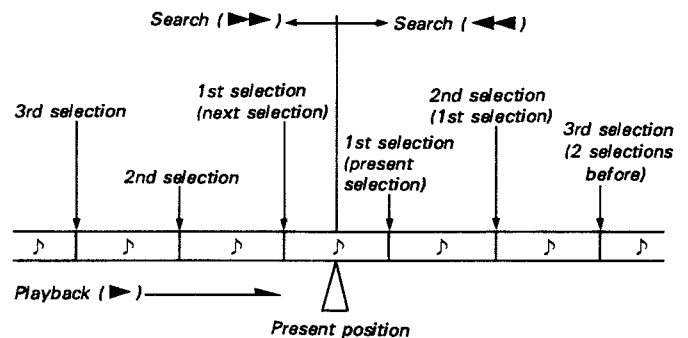 Search (▶▶)
Search (◀◀)
3rd selection
1st selection
(next selection)
2nd selection
1st selection
(present
selection)
2nd selection
(1st selection)
3rd selection
(2 selections
before)
♪ ♪ ♪ ♪ ♪ ♪ ♪
Playback (▶)
Present position